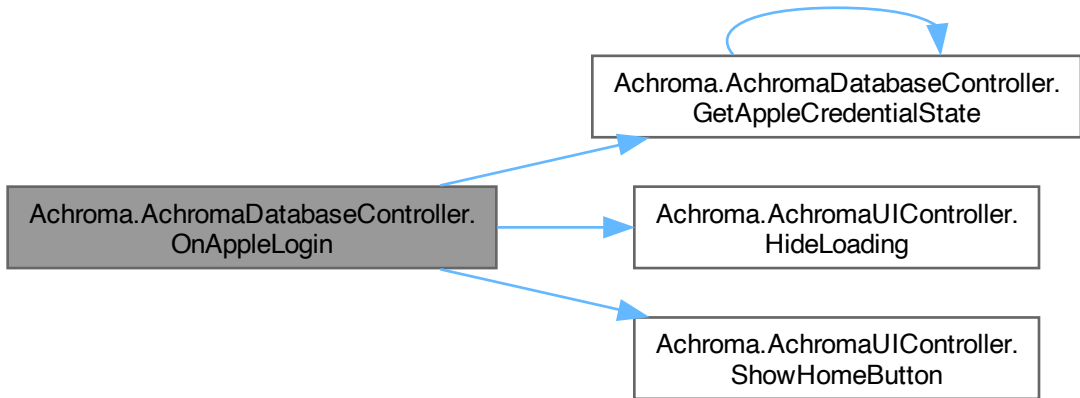 Achroma.AchromaDatabaseController.
GetAppleCredentialState
Achroma.AchromaDatabaseController.
OnAppleLogin
Achroma.AchromaUIController.
HideLoading
Achroma.AchromaUIController.
ShowHomeButton